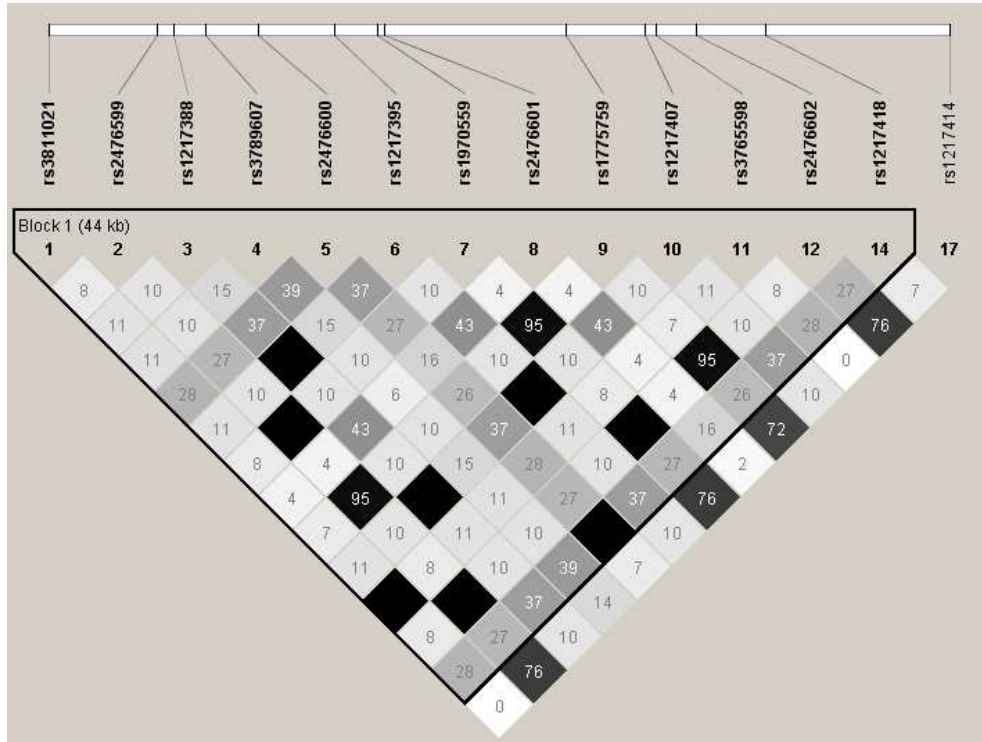 rs3811021
rs2476599
rs1217388
rs3789607
rs2476600
rs1217395
rs1970559
rs2476601
rs1775759
rs1217407
rs3765598
rs2476602
rs1217418
rs1217414
Block 1 (44 kb)
1 2 3 4 5 6 7 8 9 10 11 12 14 17
8 10 15 39 37 10 4 4 10 11 8 27 7
11 10 37 15 27 43 95 43 7 10 28 76
11 27 10 16 10 10 4 95 37 0
28 10 10 6 26 8 4 26 10
11 43 10 37 11 16 72
8 4 10 15 28 10 27 2
4 95 11 27 37 76
7 10 11 10 10
11 8 10 39 7
37 14
8 27 10
28 76
0